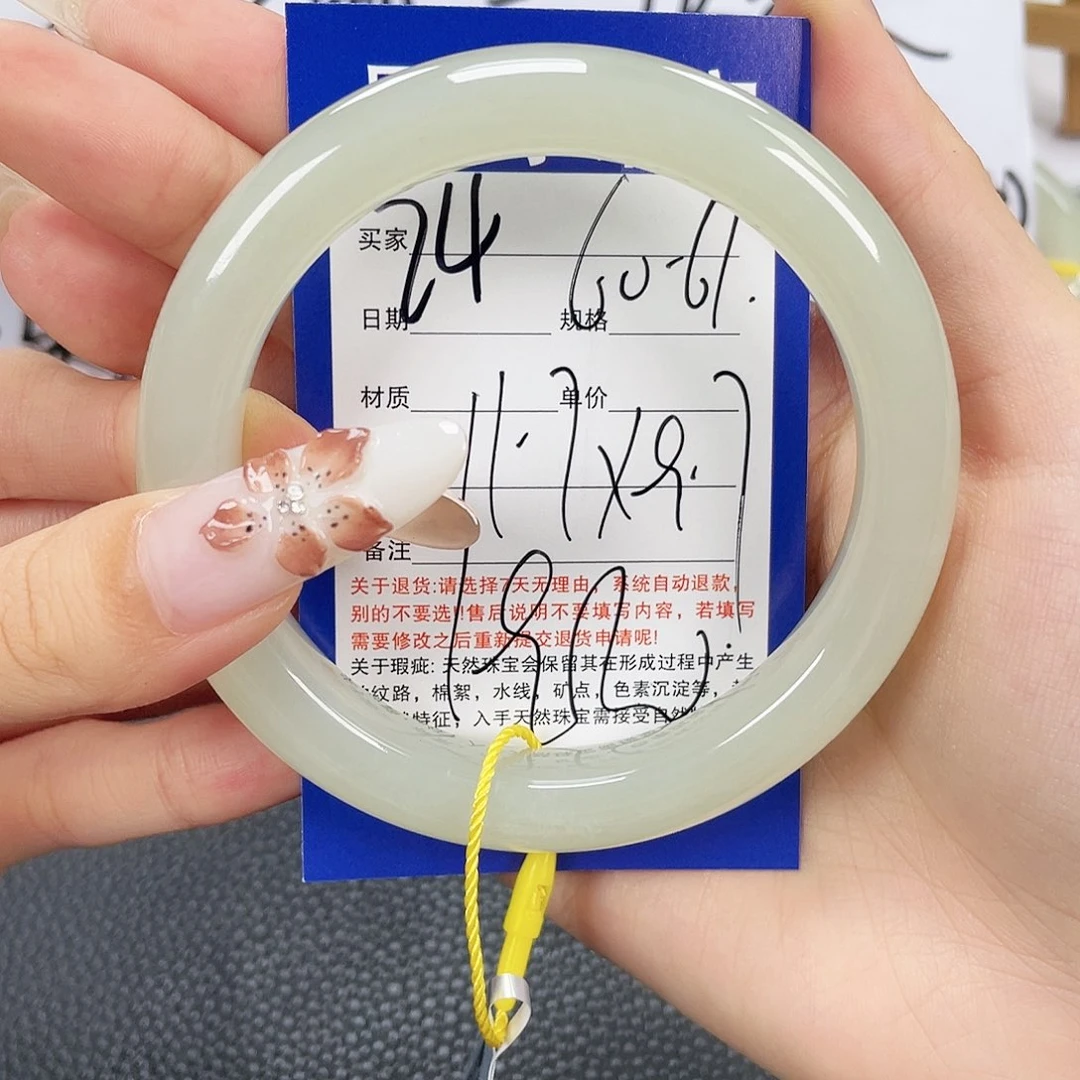 24 60-61.
买家
日期 规格
材质 单价
11.7×9.7
备注
关于退货:请选择7天无理由，系统自动退款，
别的不要选!!售后说明不要填写内容，若填写
需要修改之后重新提交退货申请呢!
关于瑕疵: 天然珠宝会保留其在形成过程中产生
纹路，棉絮，水线，矿点，色素沉淀等，
特征，入手天然珠宝需接受自然